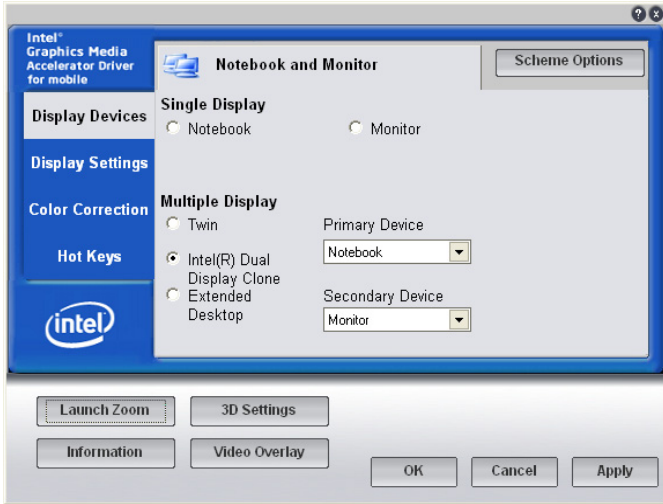 Intel®
Graphics Media
Accelerator Driver
for mobile
Notebook and Monitor
Scheme Options
Display Devices
Display Settings
Color Correction
Hot Keys
intel
Single Display
Notebook
Monitor
Multiple Display
Twin
Intel(R) Dual
Display Clone
Extended
Desktop
Primary Device
Notebook
Secondary Device
Monitor
Launch Zoom
3D Settings
Information
Video Overlay
OK
Cancel
Apply